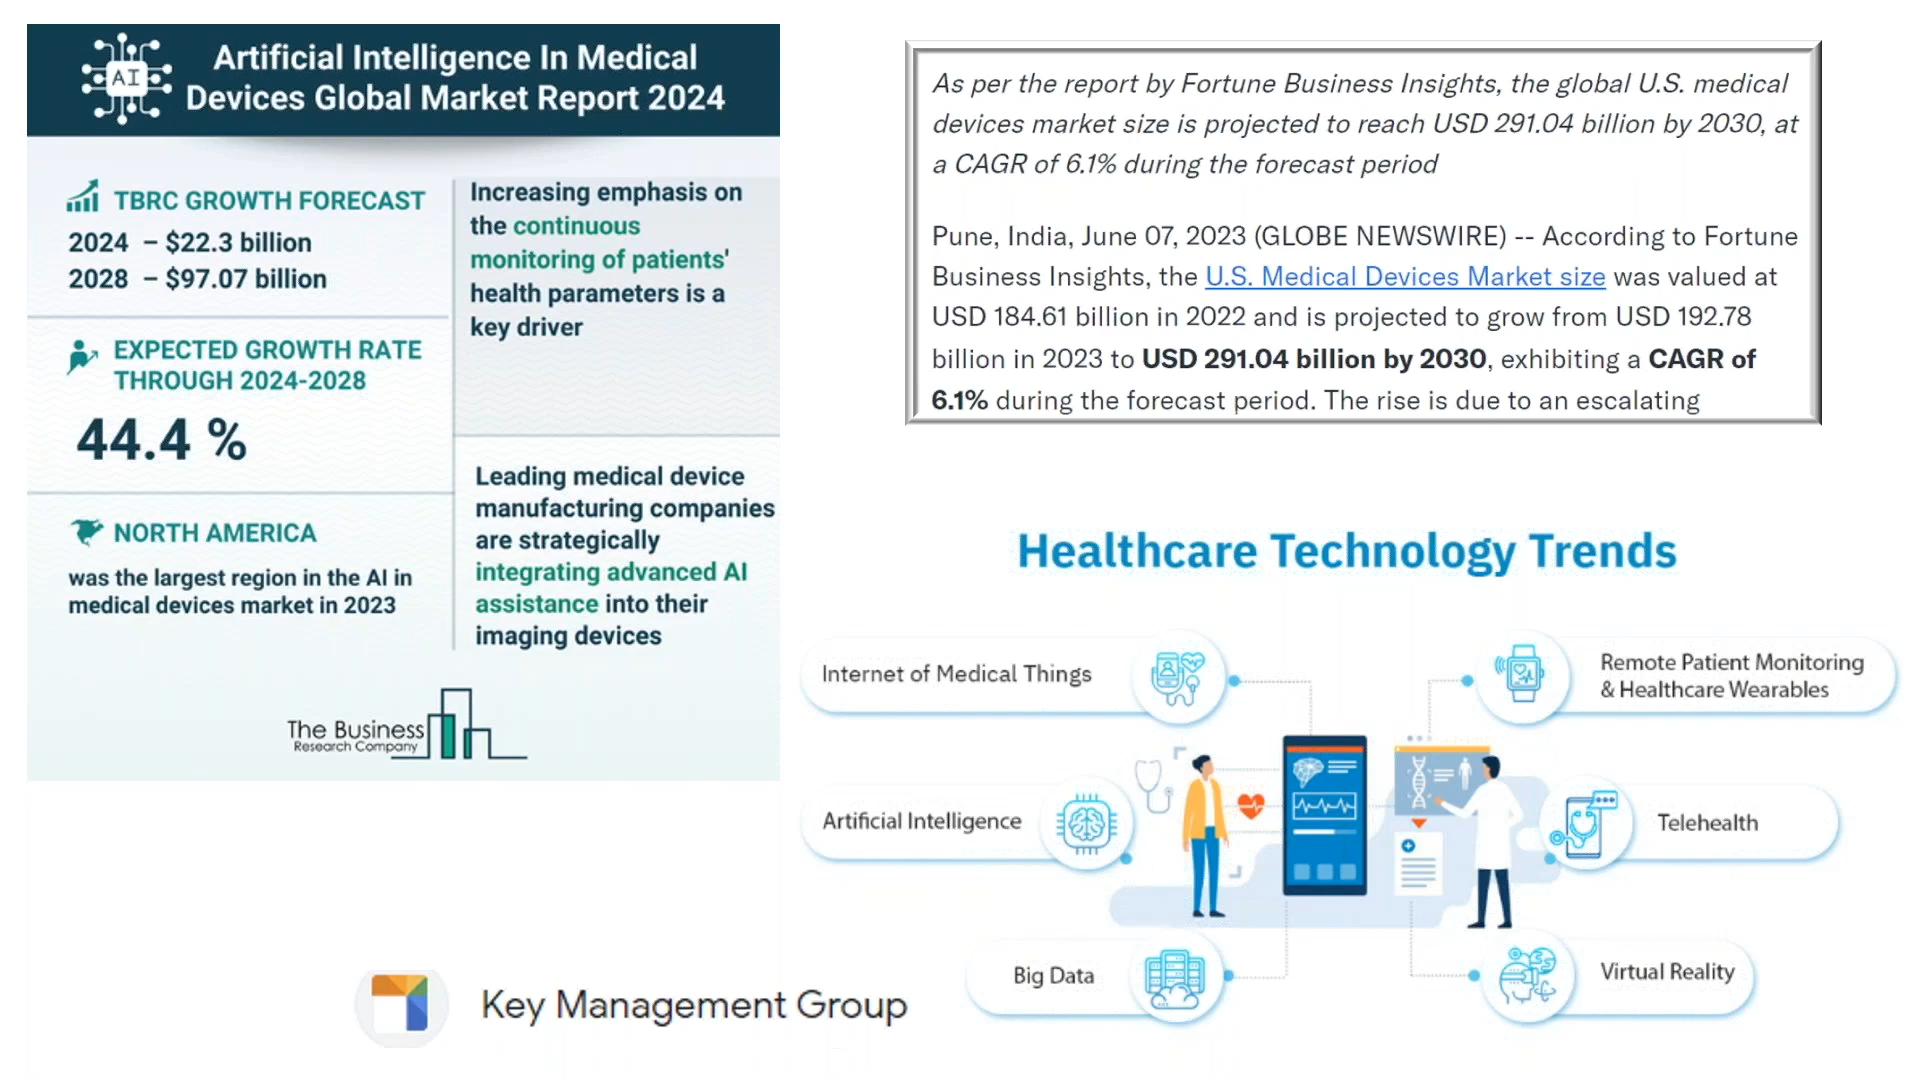 AI
Artificial Intelligence In Medical
Devices Global Market Report 2024
TBRC GROWTH FORECAST
2024 – $22.3 billion
2028 – $97.07 billion
EXPECTED GROWTH RATE
THROUGH 2024-2028
44.4 %
NORTH AMERICA
was the largest region in the AI in
medical devices market in 2023
Increasing emphasis on
the continuous
monitoring of patients'
health parameters is a
key driver
Leading medical device
manufacturing companies
are strategically
integrating advanced AI
assistance into their
imaging devices
The Business
Research Company
As per the report by Fortune Business Insights, the global U.S. medical
devices market size is projected to reach USD 291.04 billion by 2030, at
a CAGR of 6.1% during the forecast period
Pune, India, June 07, 2023 (GLOBE NEWSWIRE) -- According to Fortune
Business Insights, the U.S. Medical Devices Market size was valued at
USD 184.61 billion in 2022 and is projected to grow from USD 192.78
billion in 2023 to USD 291.04 billion by 2030, exhibiting a CAGR of
6.1% during the forecast period. The rise is due to an escalating
Healthcare Technology Trends
Internet of Medical Things
Remote Patient Monitoring
& Healthcare Wearables
Artificial Intelligence
Telehealth
Big Data
Virtual Reality
Key Management Group